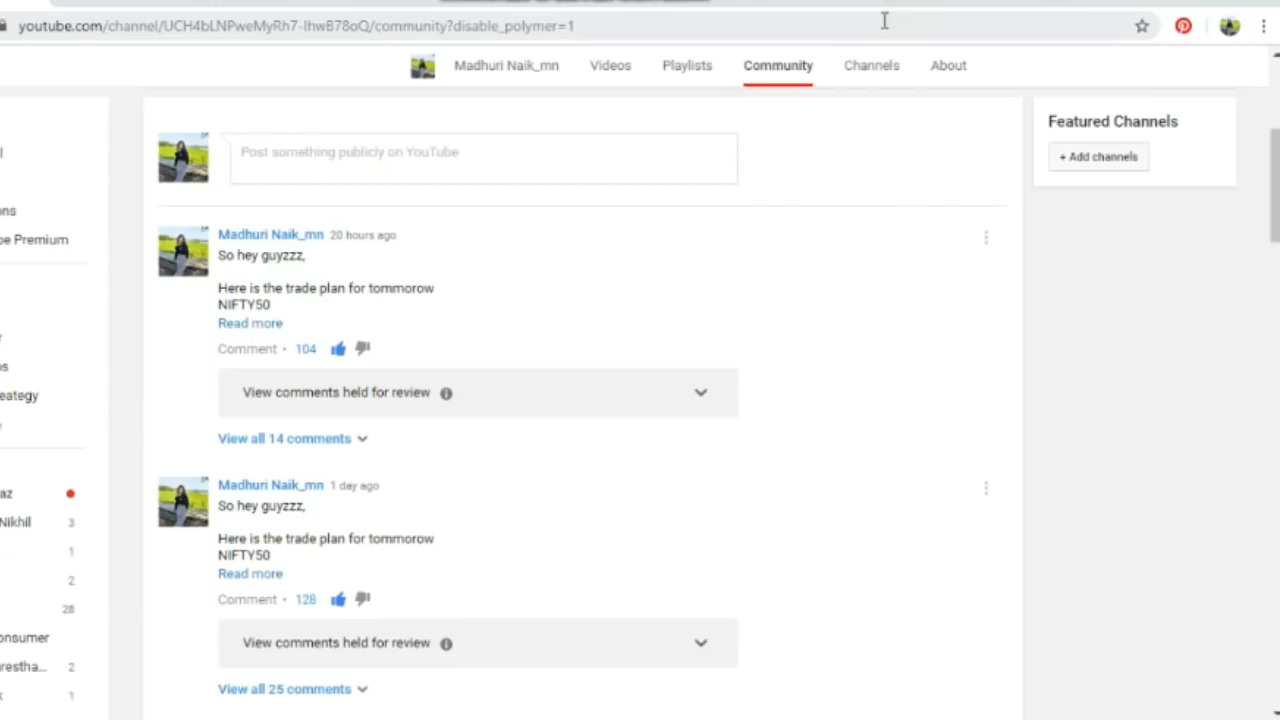 youtube.com/channel/UCH4bLNPweMyRh7-IhwB78oQ/community?disable_polymer=1
Madhuri Naik_mn Videos Playlists Community Channels About
Featured Channels
+ Add channels
Post something publicly on YouTube
ons
be Premium
eategy
az
Nikhil 3
1
2
28
onsumer
arestha... 2
1
Madhuri Naik_mn 20 hours ago
So hey guyzzz,
Here is the trade plan for tommorow
NIFTY50
Read more
Comment • 104
View comments held for review
View all 14 comments
Madhuri Naik_mn 1 day ago
So hey guyzzz,
Here is the trade plan for tommorow
NIFTY50
Read more
Comment • 128
View comments held for review
View all 25 comments